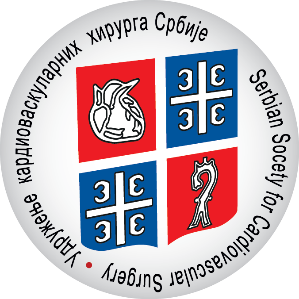 Удружење кардиоваскуларних хирурга Србије
Serbian Socety for Cardiovascular Surgery